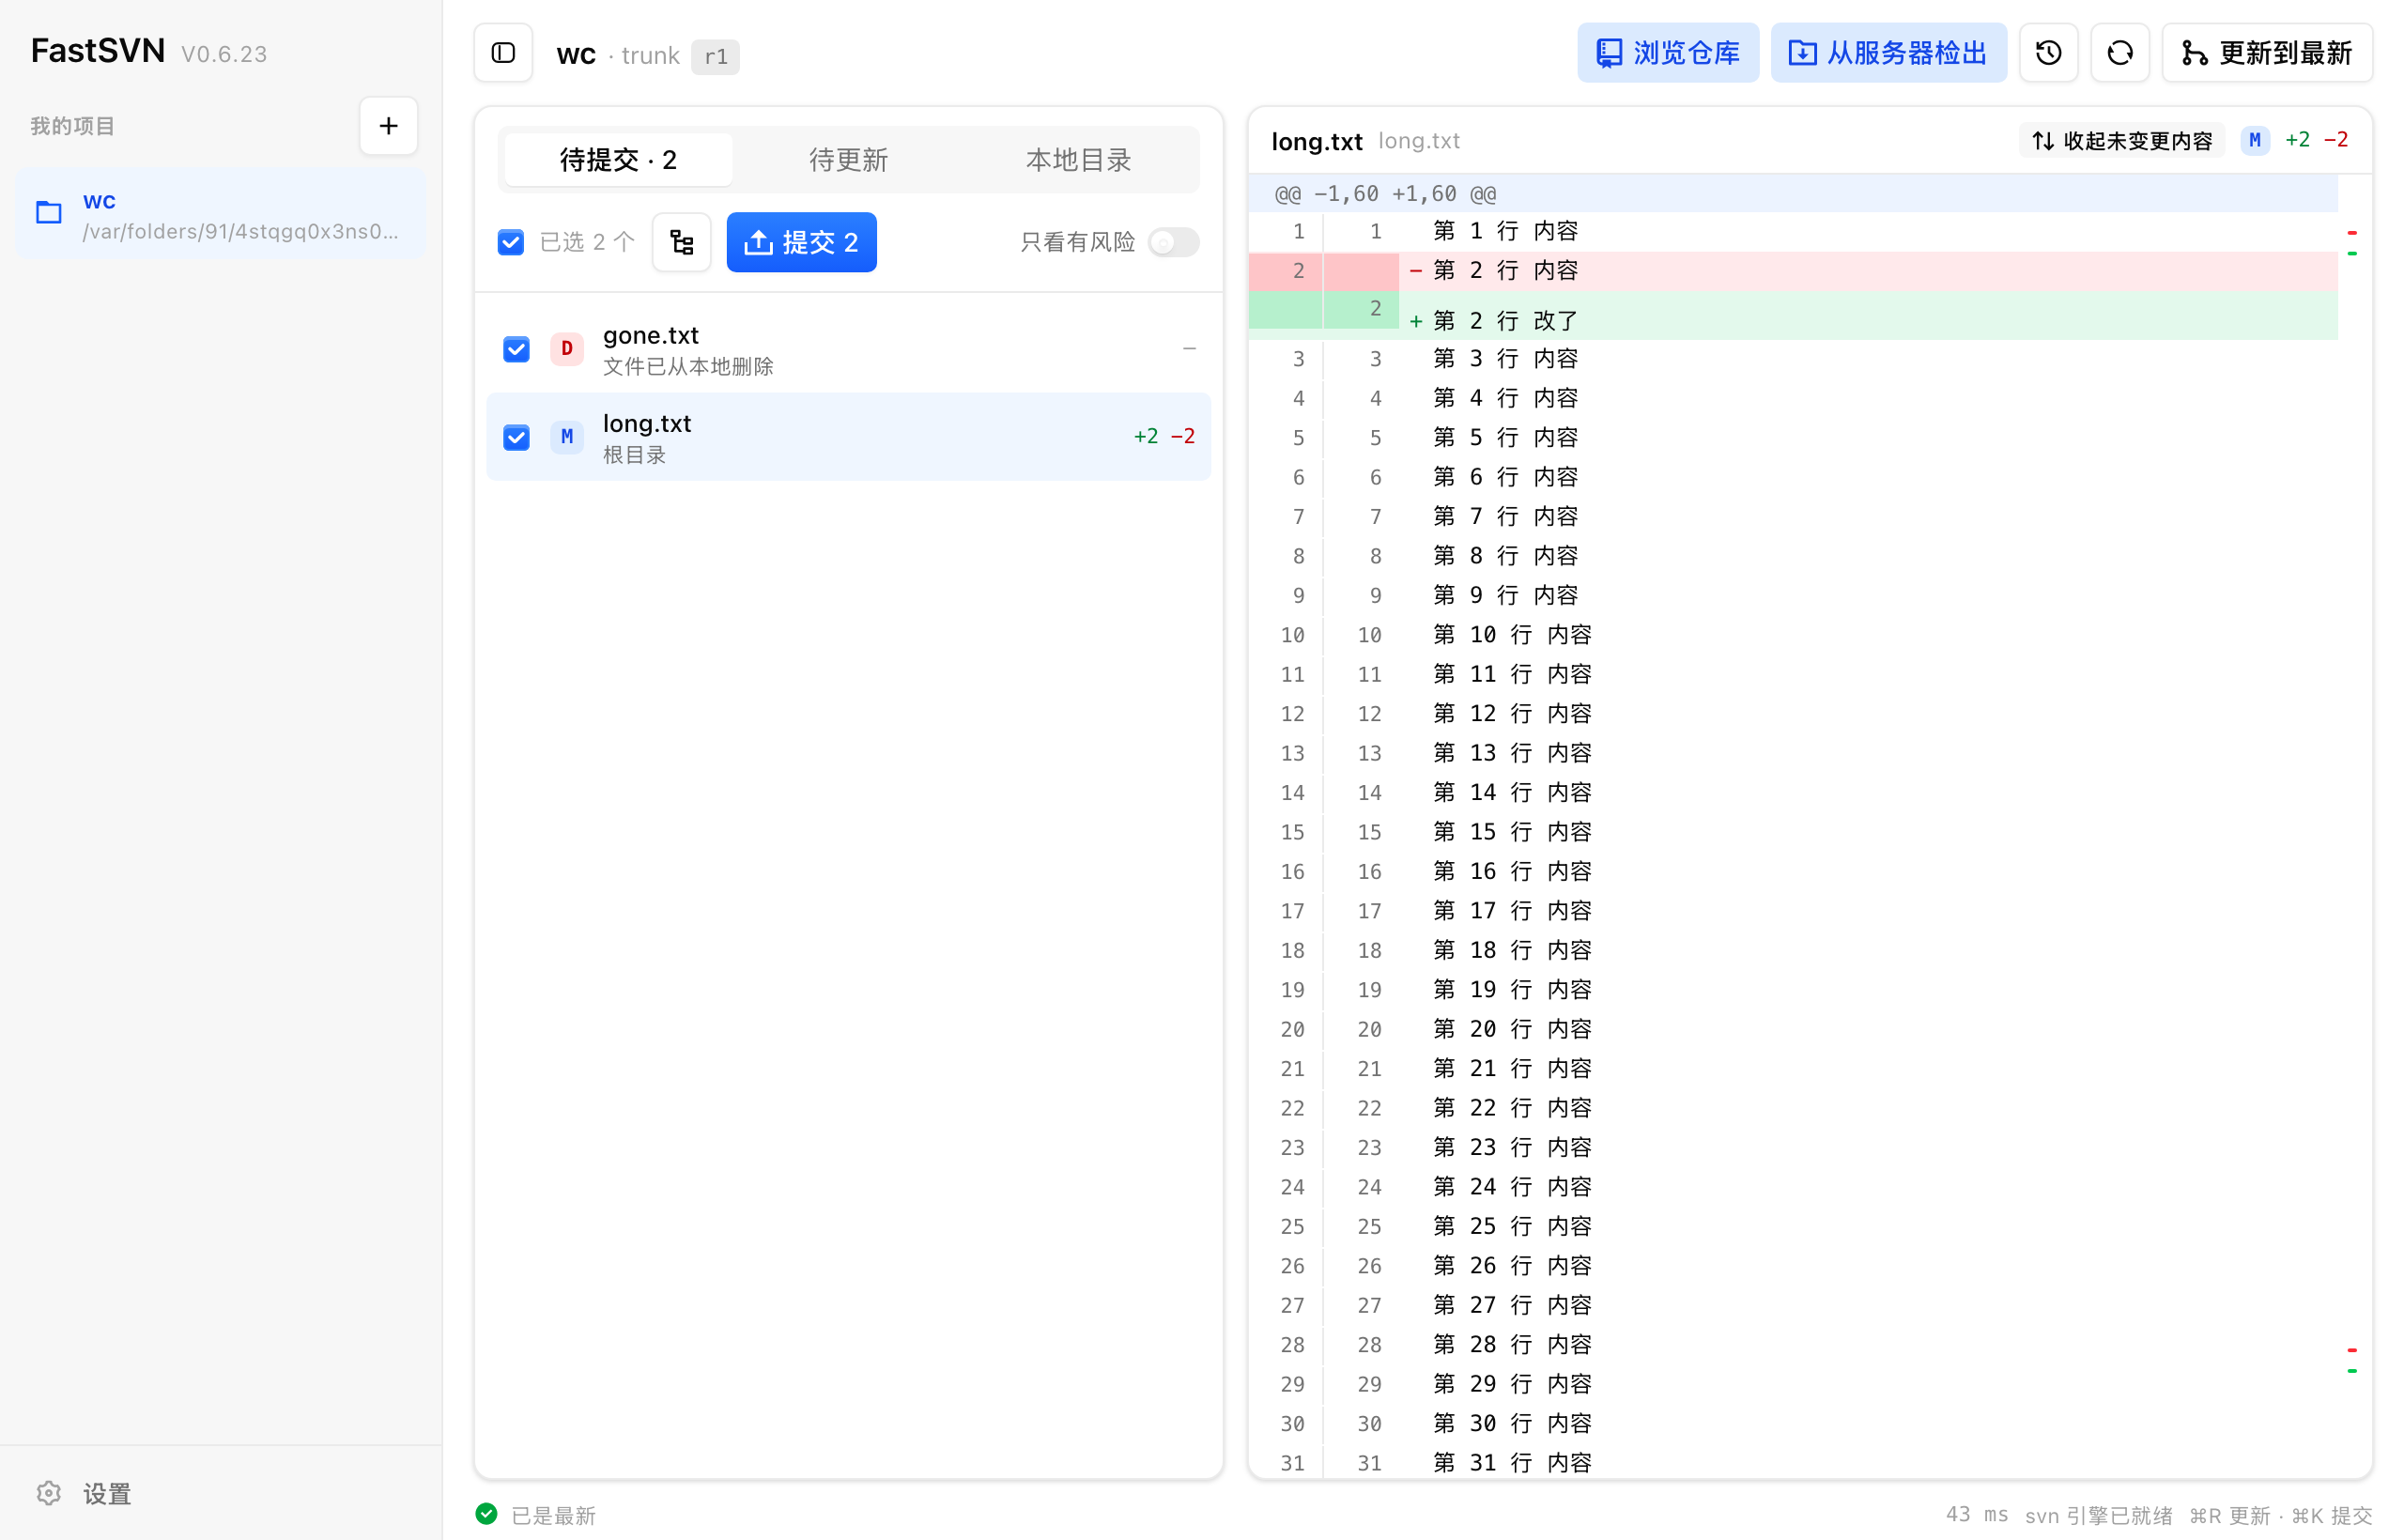 FastSVN V0.6.23
我的项目
wc
/var/folders/91/4stqgq0x3ns0...
设置
wc · trunk r1
浏览仓库 从服务器检出 更新到最新
待提交 · 2 待更新 本地目录
已选 2 个 提交 2 只看有风险
D gone.txt –
文件已从本地删除
M long.txt +2 −2
根目录
long.txt long.txt 收起未变更内容 M +2 −2
@@ −1,60 +1,60 @@
1 1 第 1 行 内容
2 − 第 2 行 内容
2 + 第 2 行 改了
3 3 第 3 行 内容
4 4 第 4 行 内容
5 5 第 5 行 内容
6 6 第 6 行 内容
7 7 第 7 行 内容
8 8 第 8 行 内容
9 9 第 9 行 内容
10 10 第 10 行 内容
11 11 第 11 行 内容
12 12 第 12 行 内容
13 13 第 13 行 内容
14 14 第 14 行 内容
15 15 第 15 行 内容
16 16 第 16 行 内容
17 17 第 17 行 内容
18 18 第 18 行 内容
19 19 第 19 行 内容
20 20 第 20 行 内容
21 21 第 21 行 内容
22 22 第 22 行 内容
23 23 第 23 行 内容
24 24 第 24 行 内容
25 25 第 25 行 内容
26 26 第 26 行 内容
27 27 第 27 行 内容
28 28 第 28 行 内容
29 29 第 29 行 内容
30 30 第 30 行 内容
31 31 第 31 行 内容
已是最新 43 ms svn 引擎已就绪 ⌘R 更新 · ⌘K 提交